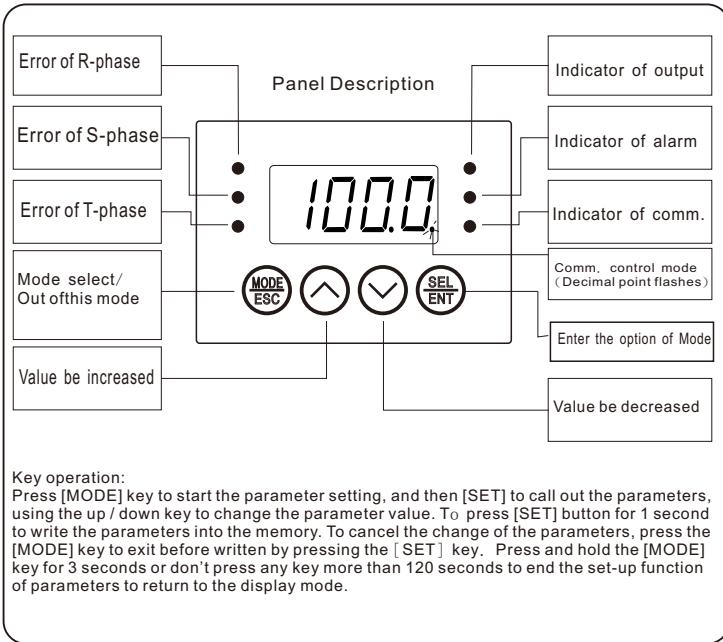 Error of R-phase
Panel Description
Indicator of output
Error of S-phase
Indicator of alarm
Error of T-phase
100.0.
Indicator of comm.
Mode select/
Out ofthis mode
MODE
ESC
SEL
ENT
Comm. control mode
(Decimal point flashes)
Enter the option of Mode
Value be increased
Value be decreased
Key operation:
Press [MODE] key to start the parameter setting, and then [SET] to call out the parameters,
using the up / down key to change the parameter value. To press [SET] button for 1 second
to write the parameters into the memory. To cancel the change of the parameters, press the
[MODE] key to exit before written by pressing the [SET] key. Press and hold the [MODE]
key for 3 seconds or don't press any key more than 120 seconds to end the set-up function
of parameters to return to the display mode.